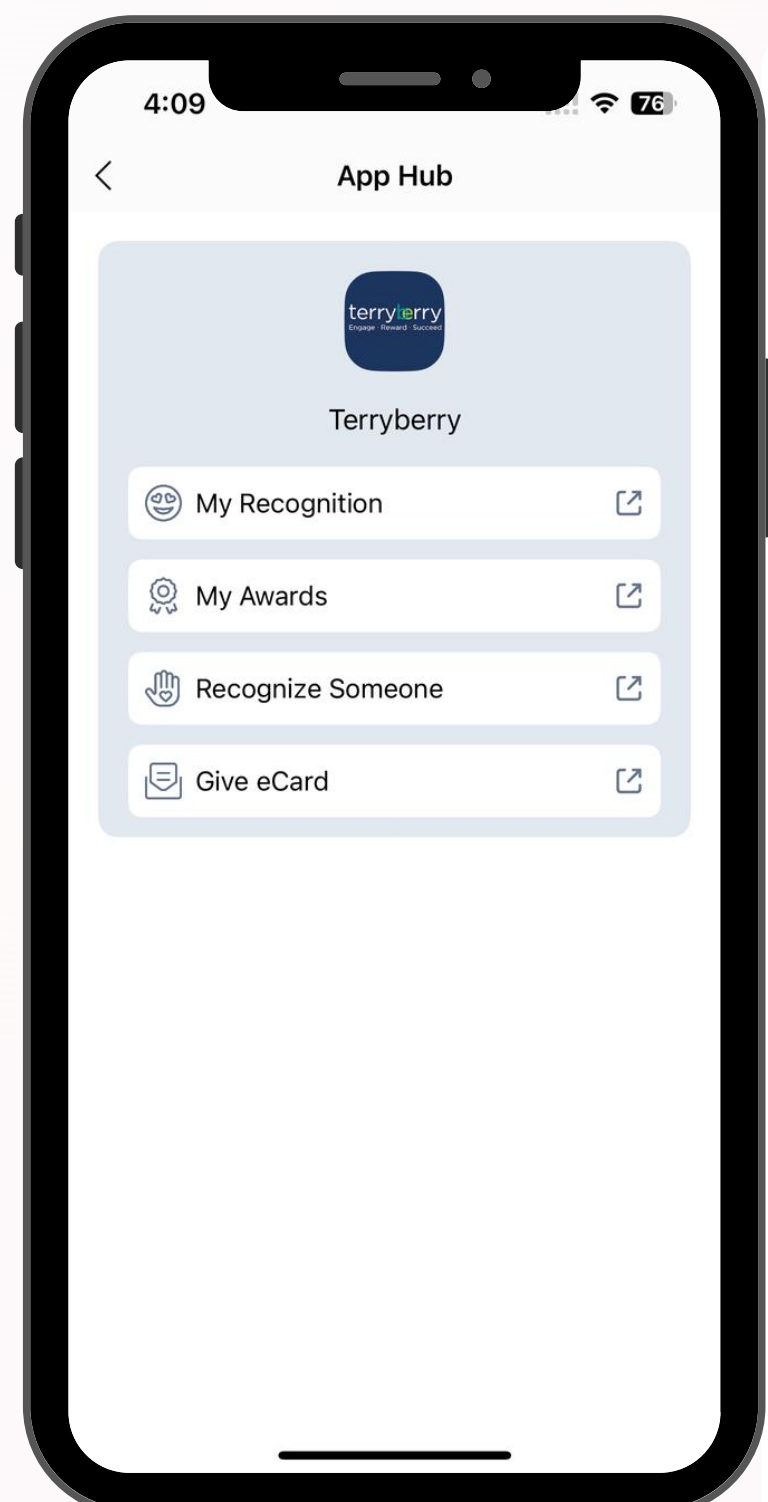 4:09
76
App Hub
terryberry
Engage · Reward · Succeed
Terryberry
My Recognition
My Awards
Recognize Someone
Give eCard